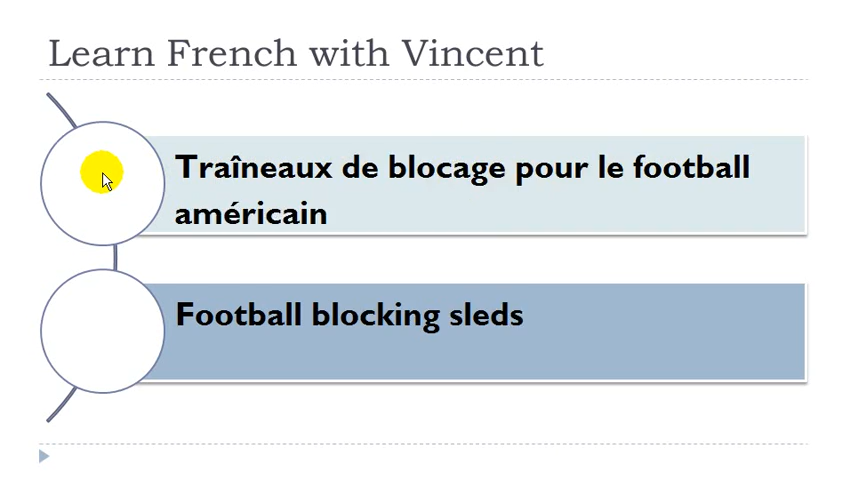 Learn French with Vincent
Traîneaux de blocage pour le football
américain
Football blocking sleds